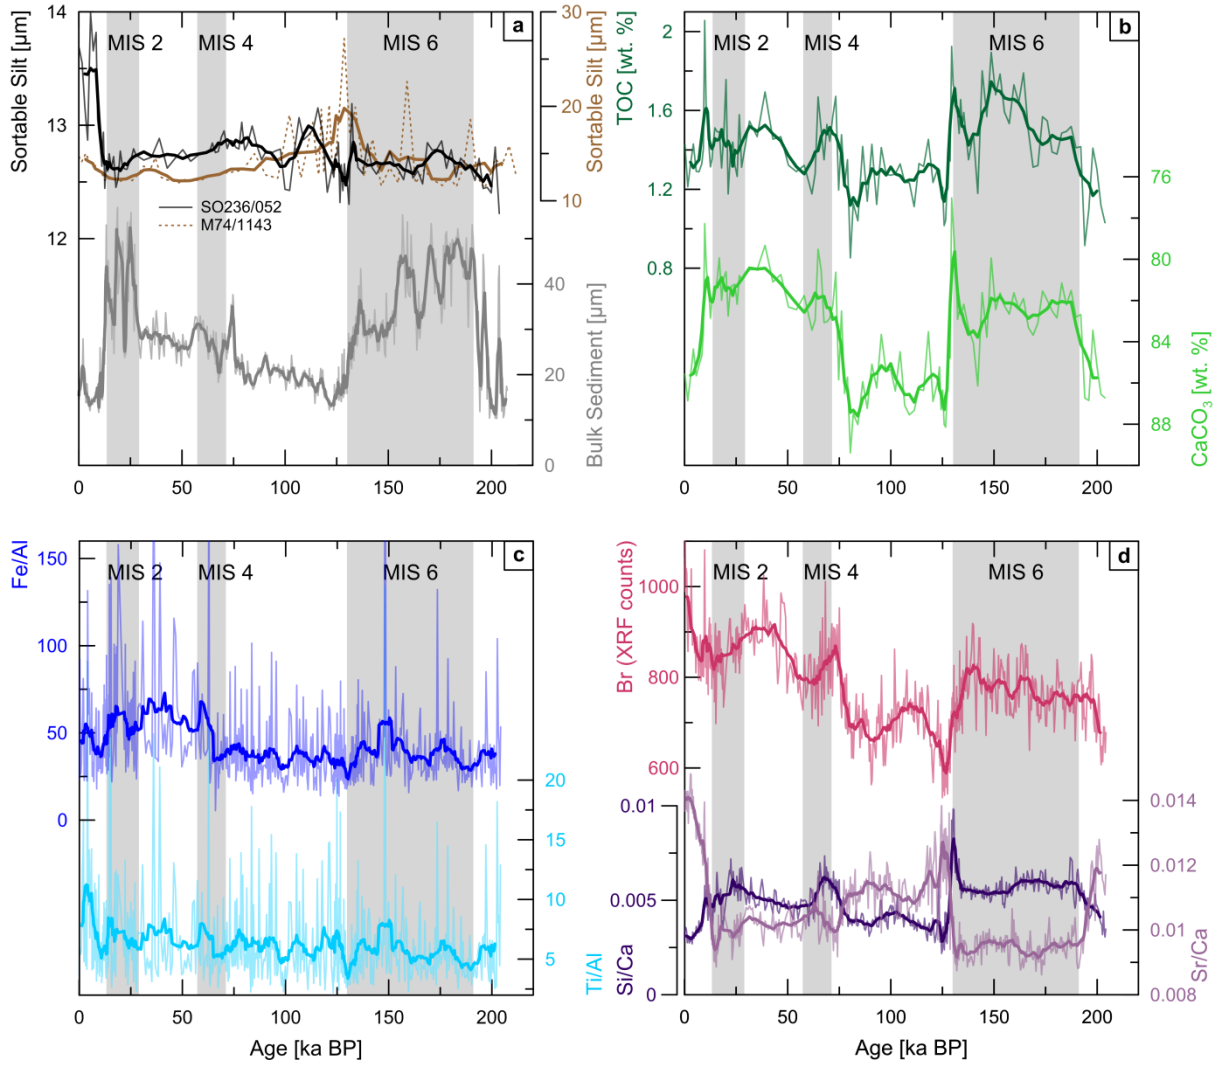 a
MIS 2
MIS 4
MIS 6
Sortable Silt [µm]
14
13
12
Sortable Silt [µm]
30
20
10
SO236/052
M74/1143
Bulk Sediment [µm]
40
20
0
0
50
100
150
200
b
MIS 2
MIS 4
MIS 6
TOC [wt. %]
2
1.6
1.2
0.8
CaCO₃ [wt. %]
76
80
84
88
0
50
100
150
200
c
MIS 2
MIS 4
MIS 6
Fe/Al
150
100
50
0
Ti/Al
20
15
10
5
0
50
100
150
200
Age [ka BP]
d
MIS 2
MIS 4
MIS 6
Br (XRF counts)
1000
800
600
Si/Ca
0.01
0.005
0
Sr/Ca
0.014
0.012
0.01
0.008
0
50
100
150
200
Age [ka BP]